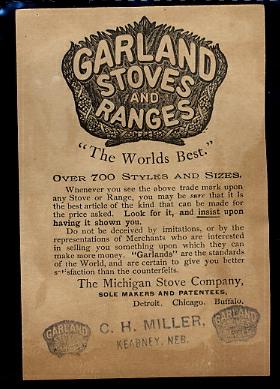 GARLAND
STOVES
AND
RANGES
"The Worlds Best."
OVER 700 STYLES AND SIZES.
Whenever you see the above trade mark upon
any Stove or Range, you may be sure that it is
the best article of the kind that can be made for
the price asked. Look for it, and insist upon
having it shown you.
Do not be deceived by imitations, or by the
representations of Merchants who are interested
in selling you something upon which they can
make more money. "Garlands" are the standards
of the World, and are certain to give you better
satisfaction than the counterfeits.
The Michigan Stove Company,
SOLE MAKERS AND PATENTEES,
Detroit. Chicago. Buffalo.
GARLAND
C. H. MILLER,
KEARNEY, NEB.
GARLAND